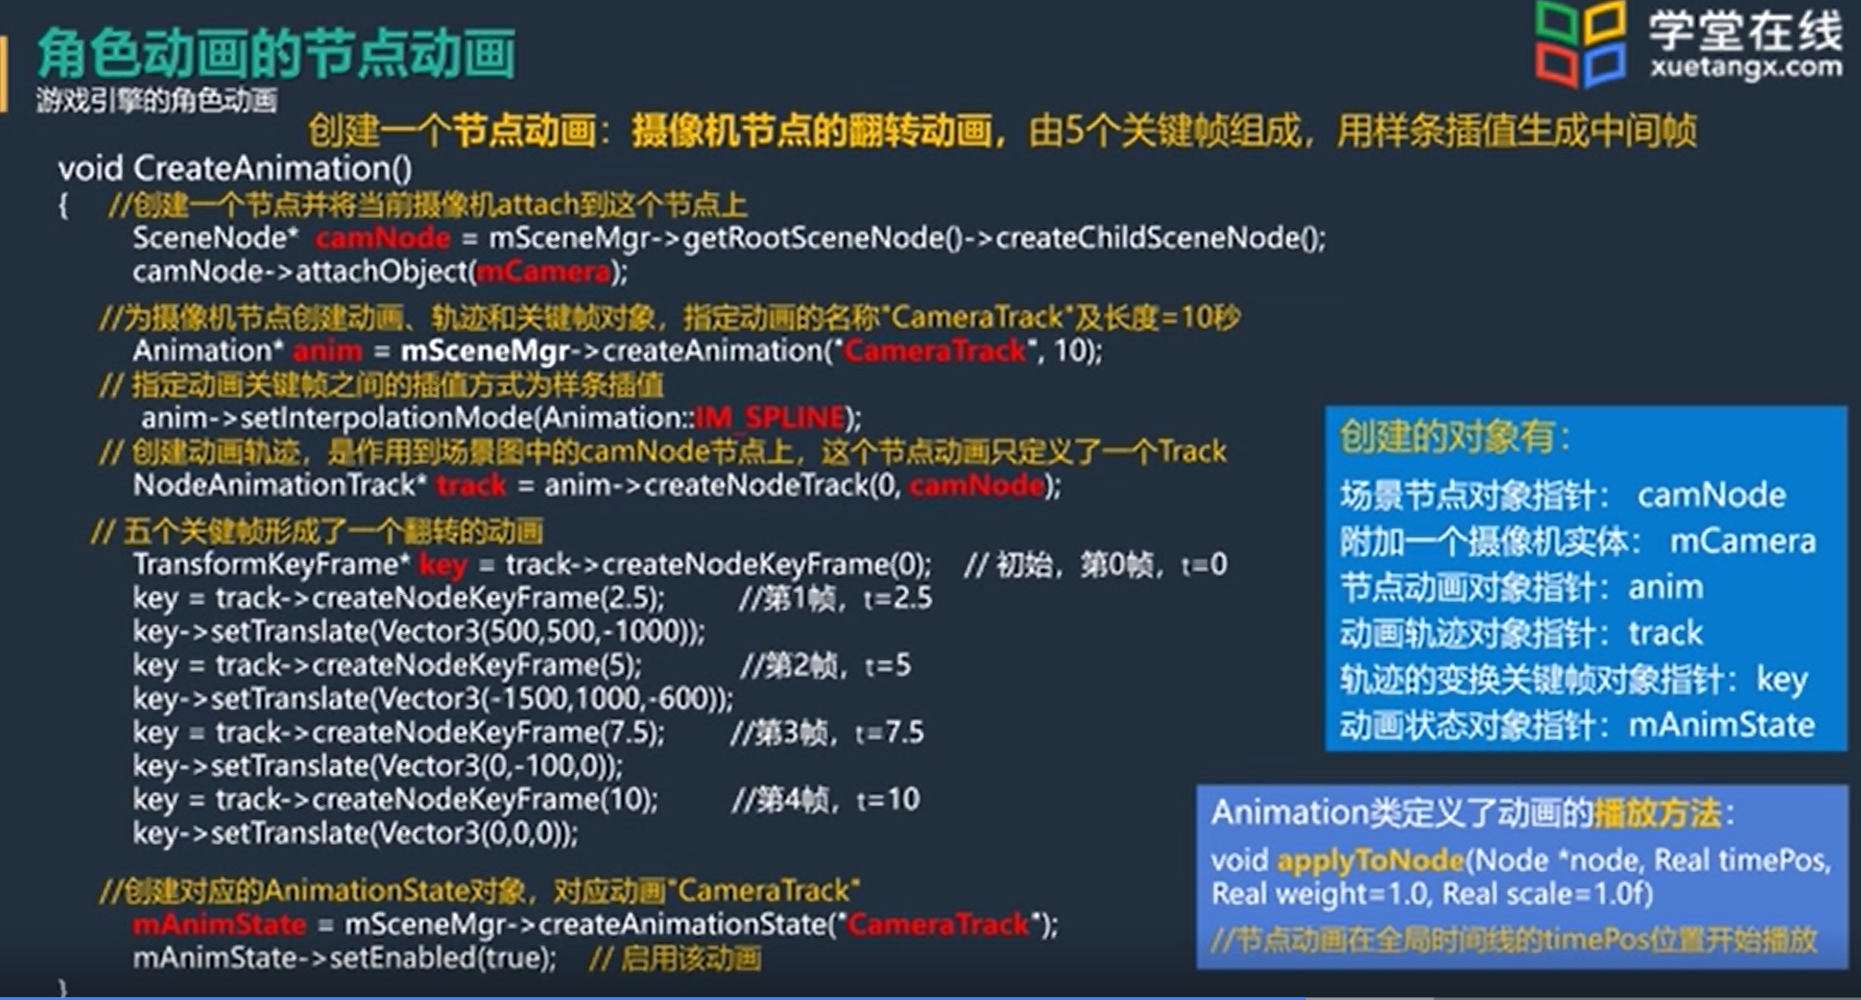 角色动画的节点动画
游戏引擎的角色动画
学堂在线
xuetangx.com
创建一个节点动画：摄像机节点的翻转动画，由5个关键帧组成，用样条插值生成中间帧
void CreateAnimation()
{ //创建一个节点并将当前摄像机attach到这个节点上
SceneNode* camNode = mSceneMgr->getRootSceneNode()->createChildSceneNode();
camNode->attachObject(mCamera);
//为摄像机节点创建动画、轨迹和关键帧对象，指定动画的名称"CameraTrack"及长度=10秒
Animation* anim = mSceneMgr->createAnimation("CameraTrack", 10);
// 指定动画关键帧之间的插值方式为样条插值
anim->setInterpolationMode(Animation::IM_SPLINE);
// 创建动画轨迹，是作用到场景图中的camNode节点上，这个节点动画只定义了一个Track
NodeAnimationTrack* track = anim->createNodeTrack(0, camNode);
// 五个关键帧形成了一个翻转的动画
TransformKeyFrame* key = track->createNodeKeyFrame(0); // 初始，第0帧，t=0
key = track->createNodeKeyFrame(2.5); //第1帧，t=2.5
key->setTranslate(Vector3(500,500,-1000));
key = track->createNodeKeyFrame(5); //第2帧，t=5
key->setTranslate(Vector3(-1500,1000,-600));
key = track->createNodeKeyFrame(7.5); //第3帧，t=7.5
key->setTranslate(Vector3(0,-100,0));
key = track->createNodeKeyFrame(10); //第4帧，t=10
key->setTranslate(Vector3(0,0,0));
//创建对应的AnimationState对象，对应动画"CameraTrack"
mAnimState = mSceneMgr->createAnimationState("CameraTrack");
mAnimState->setEnabled(true); // 启用该动画
}
创建的对象有：
场景节点对象指针： camNode
附加一个摄像机实体： mCamera
节点动画对象指针：anim
动画轨迹对象指针：track
轨迹的变换关键帧对象指针：key
动画状态对象指针：mAnimState
Animation类定义了动画的播放方法：
void applyToNode(Node *node, Real timePos,
Real weight=1.0, Real scale=1.0f)
//节点动画在全局时间线的timePos位置开始播放